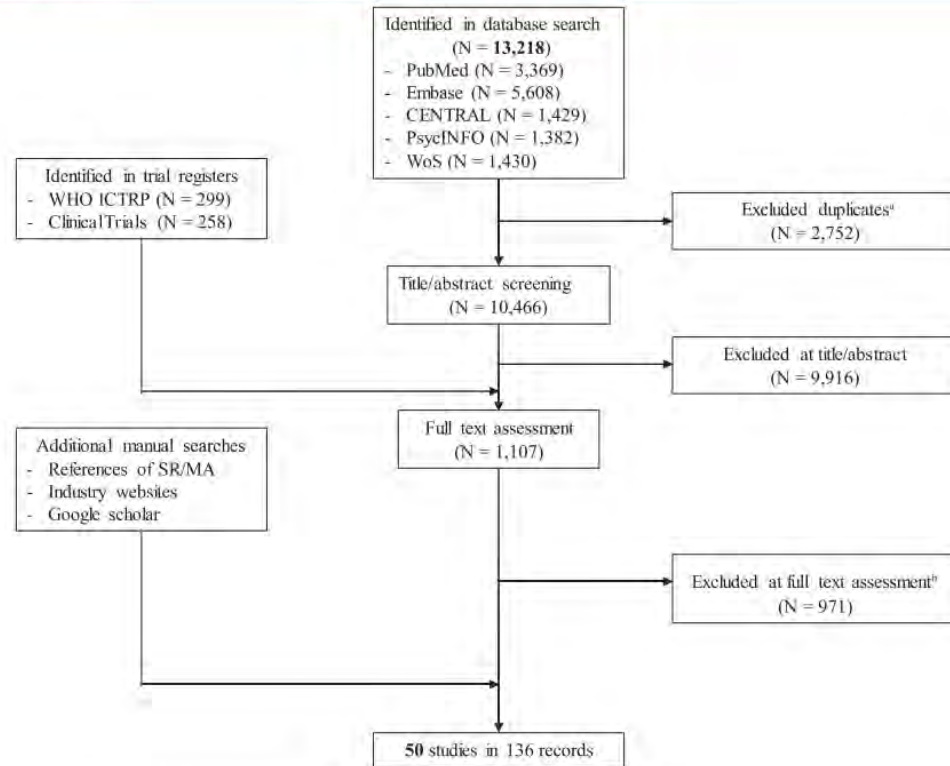 Identified in database search
(N = 13,218)
- PubMed (N = 3,369)
- Embase (N = 5,608)
- CENTRAL (N = 1,429)
- PsycINFO (N = 1,382)
- WoS (N = 1,430)
Identified in trial registers
- WHO ICTRP (N = 299)
- ClinicalTrials (N = 258)
Excluded duplicatesᵃ
(N = 2,752)
Title/abstract screening
(N = 10,466)
Excluded at title/abstract
(N = 9,916)
Full text assessment
(N = 1,107)
Additional manual searches
- References of SR/MA
- Industry websites
- Google scholar
Excluded at full text assessmentᵇ
(N = 971)
50 studies in 136 records